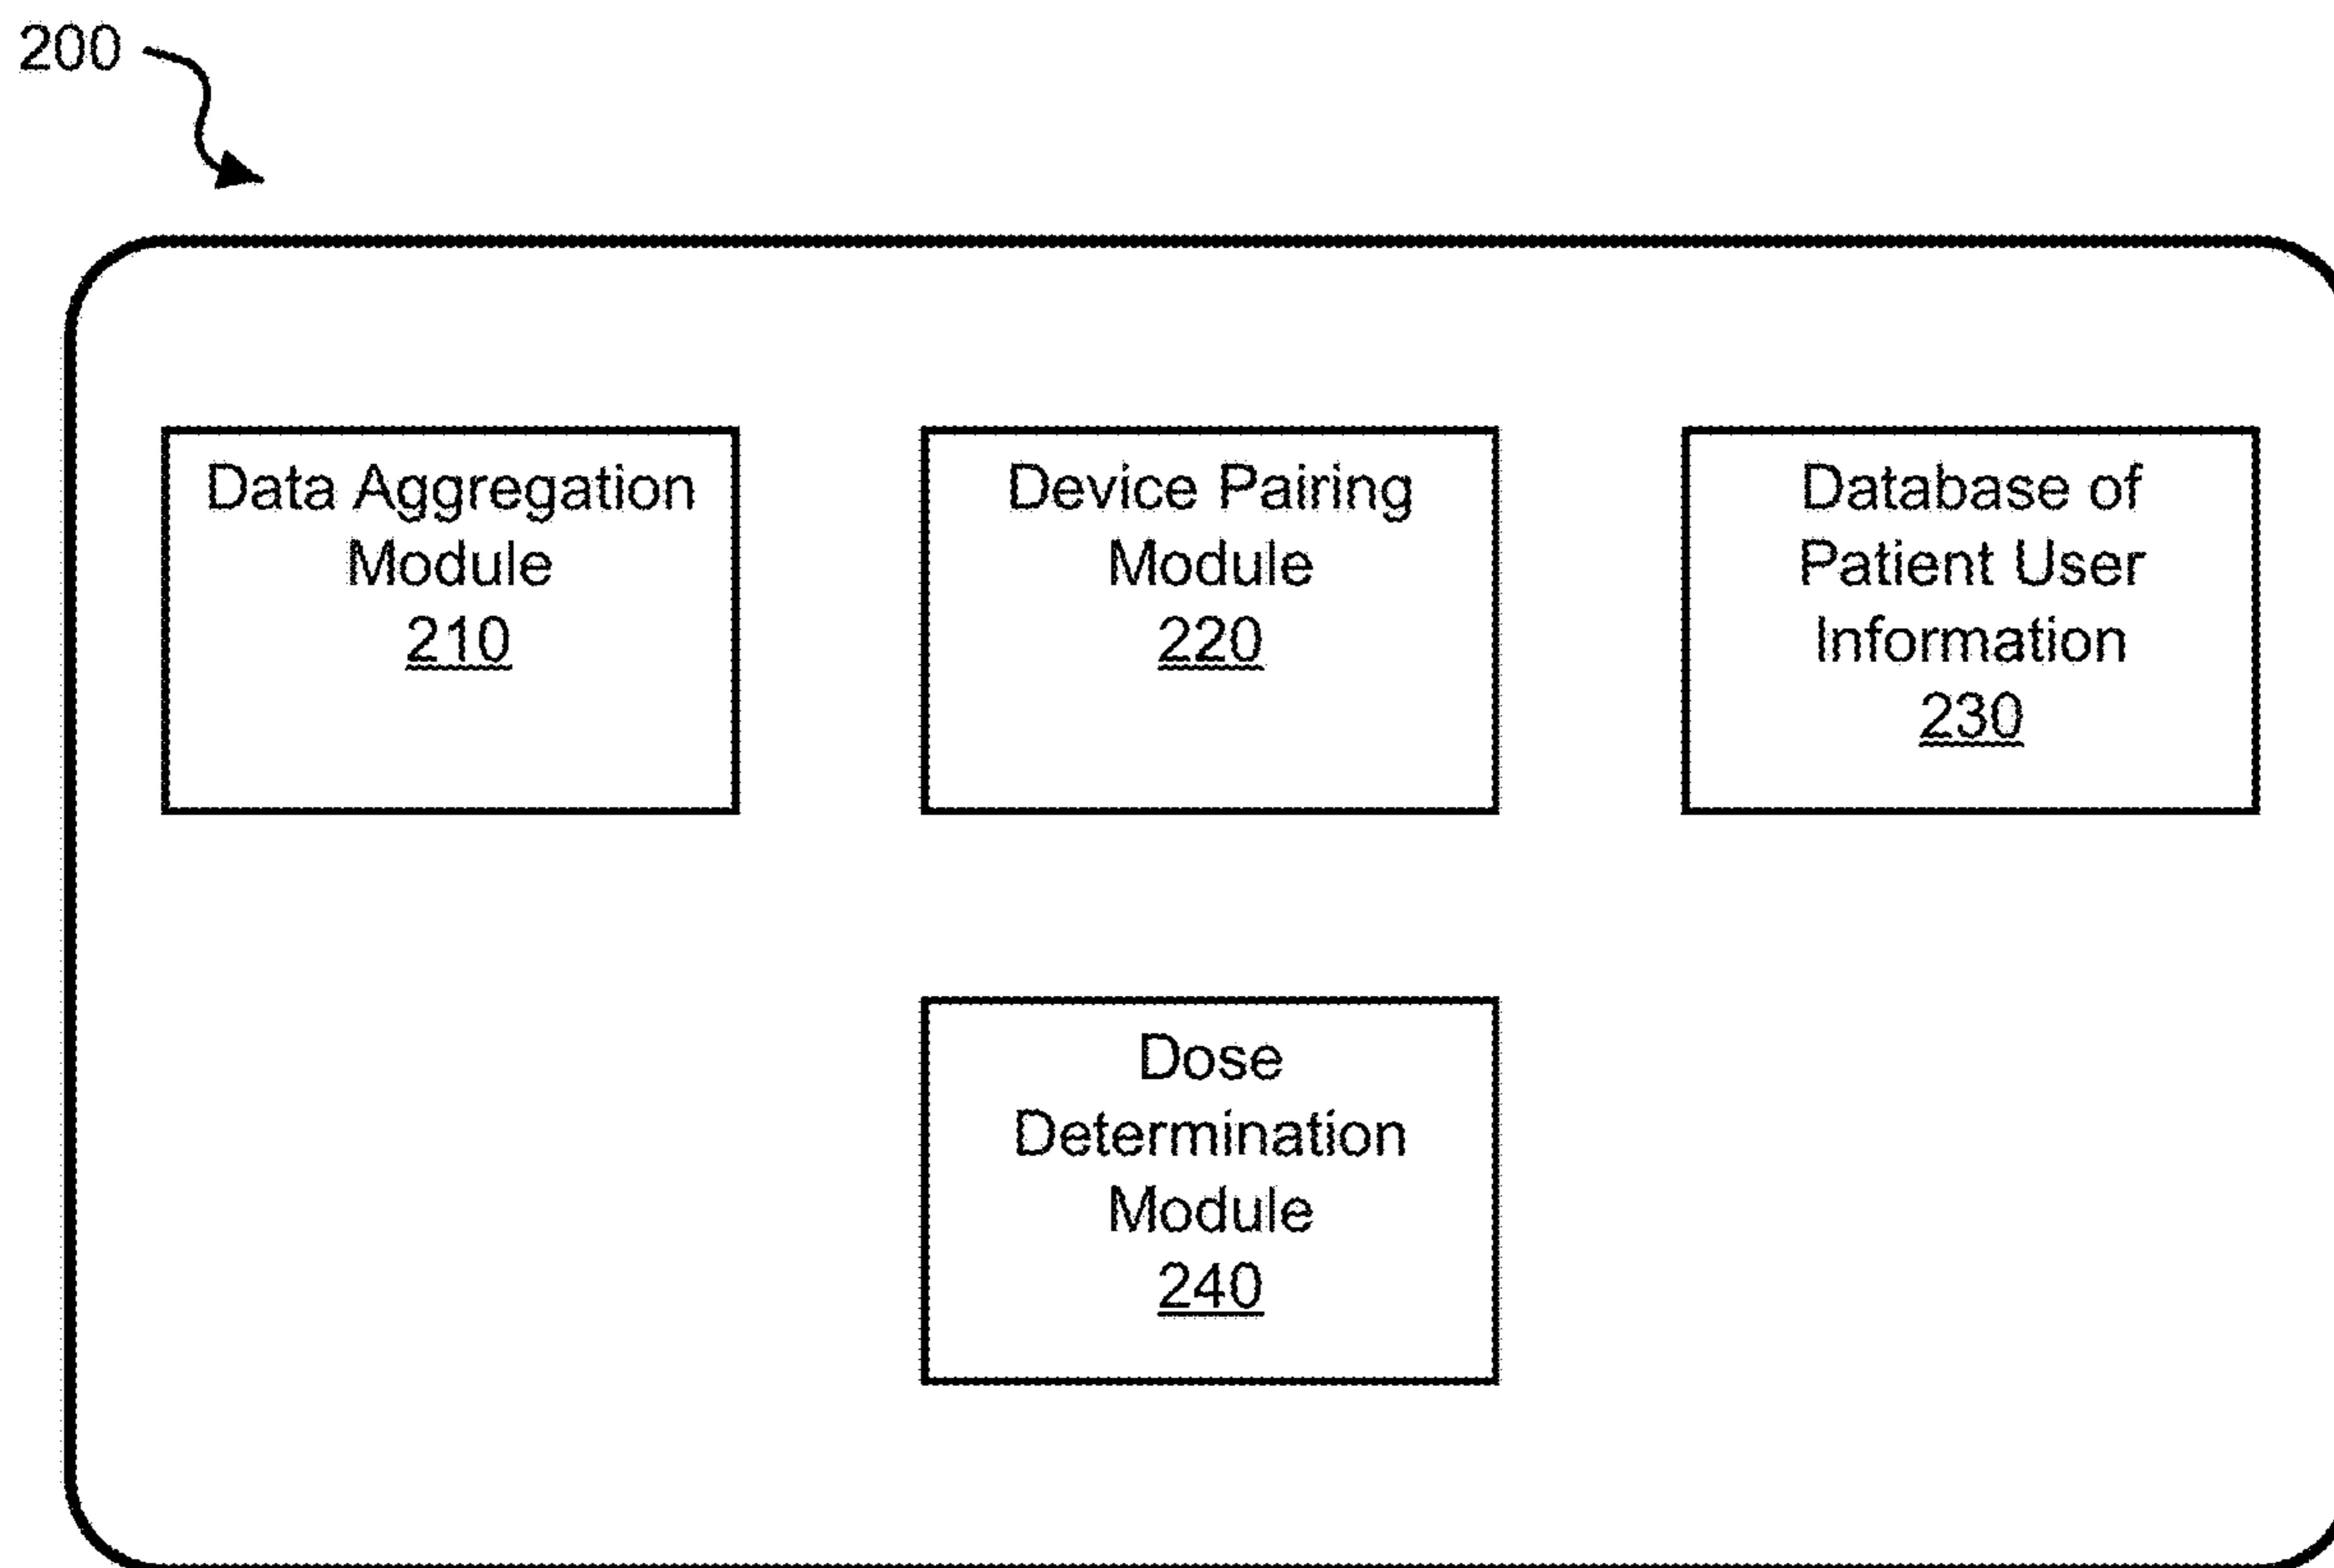 200
Data Aggregation
Module
210
Device Pairing
Module
220
Database of
Patient User
Information
230
Dose
Determination
Module
240